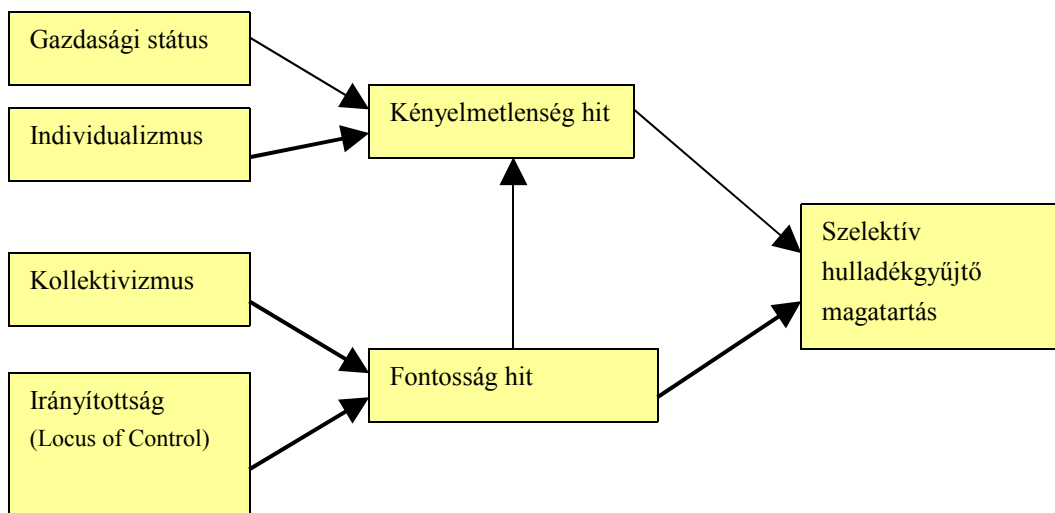 Gazdasági státus
Individualizmus
Kényelmetlenség hit
Kollektivizmus
Irányítottság
(Locus of Control)
Fontosság hit
Szelektív
hulladékgyűjtő
magatartás